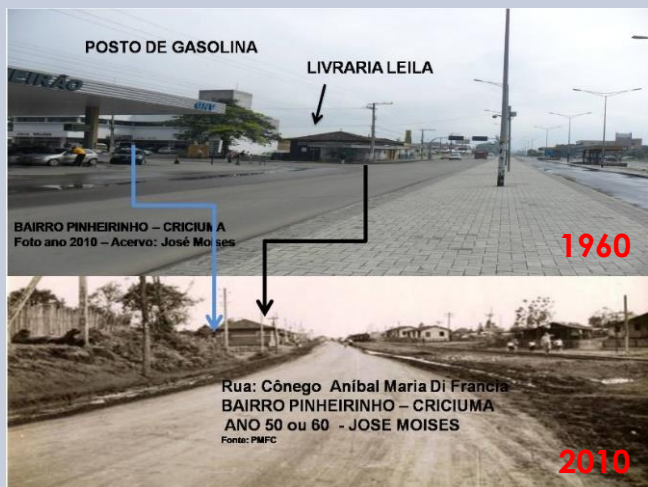 POSTO DE GASOLINA
LIVRARIA LEILA
EIRÃO
BAIRRO PINHEIRINHO – CRICIUMA
Foto ano 2010 – Acervo: José Moises
1960
Rua: Cônego Aníbal Maria Di Francia
BAIRRO PINHEIRINHO – CRICIUMA
ANO 50 ou 60 - JOSE MOISES
Fonte: PMFC
2010